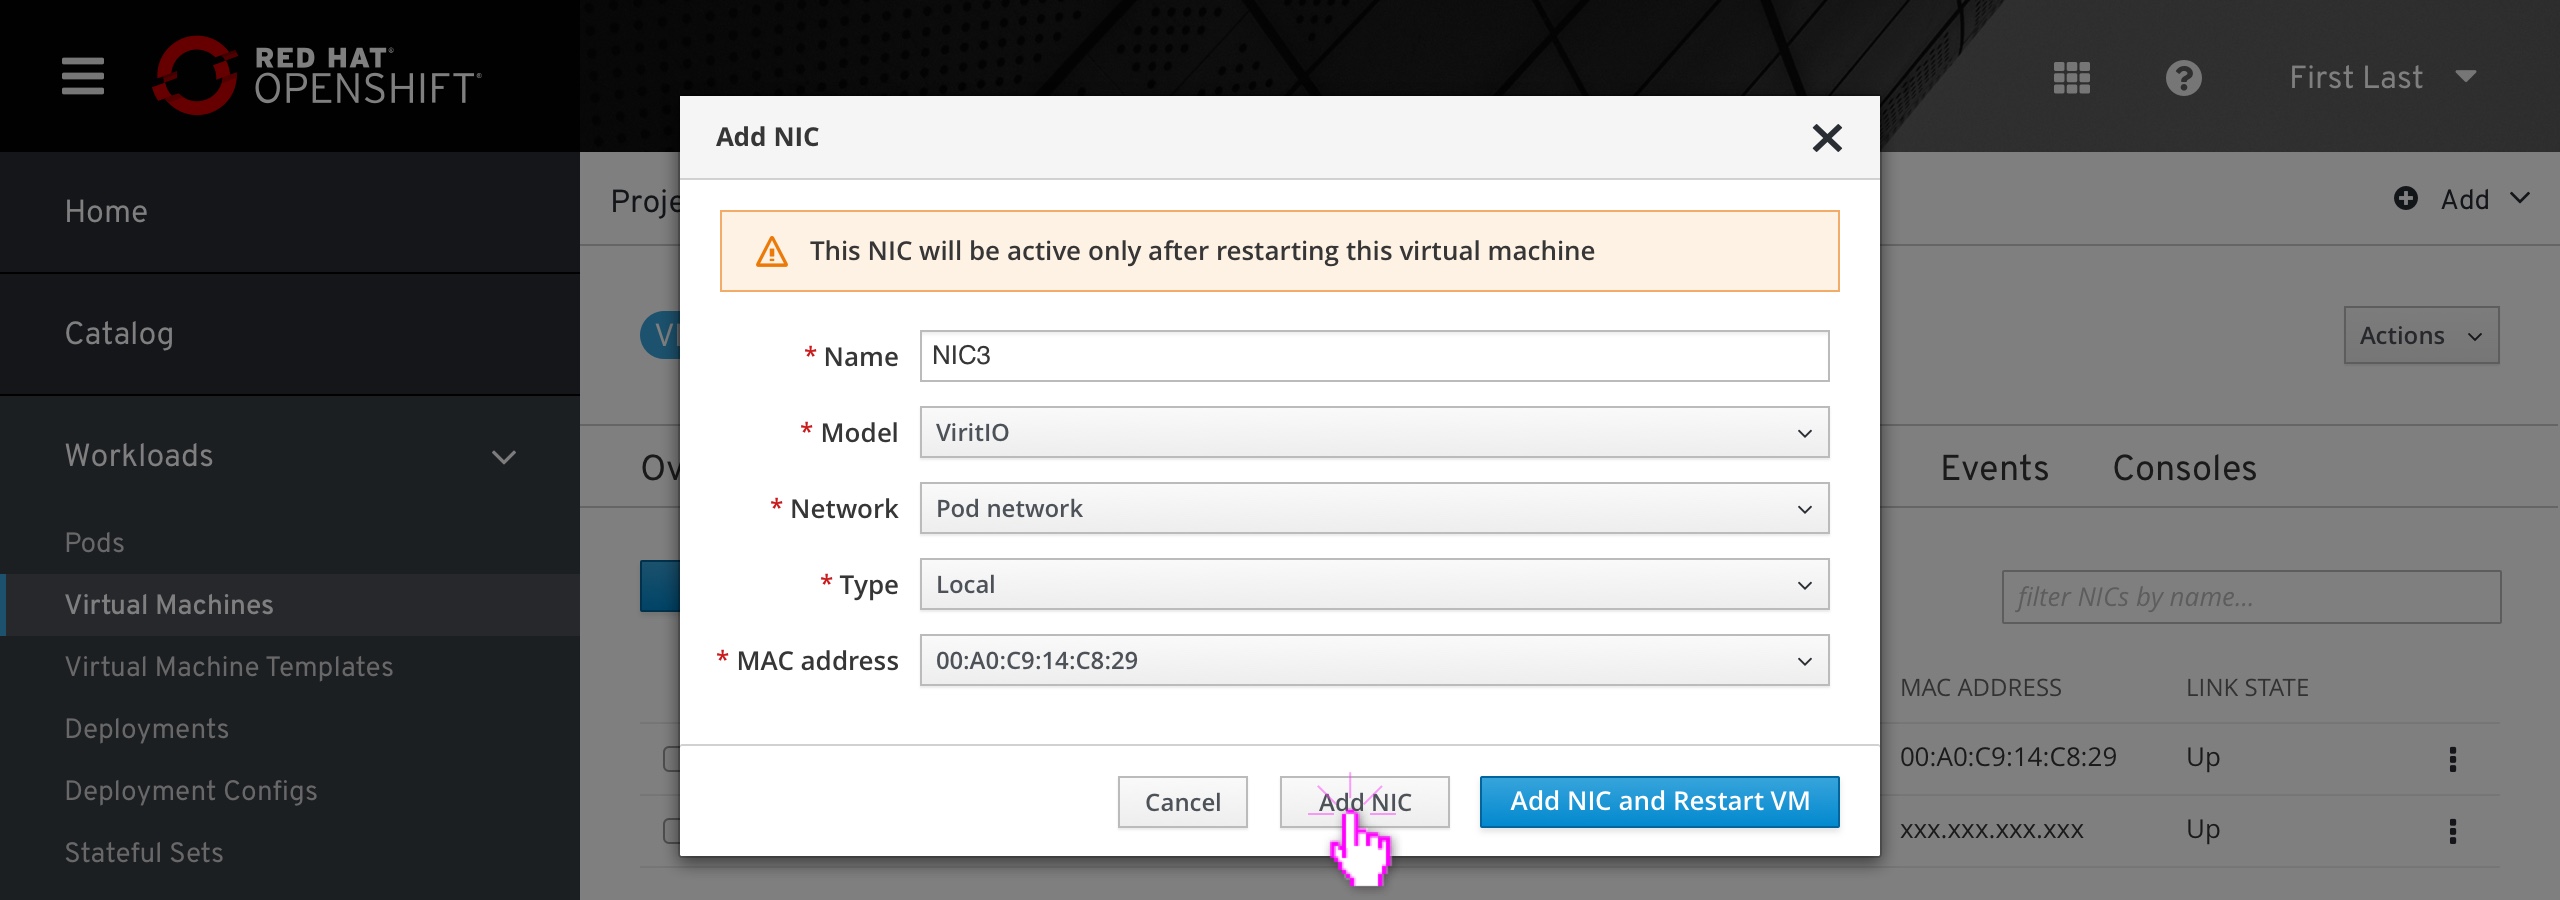 RED HAT®
OPENSHIFT®
First Last
Home
Catalog
Workloads
Pods
Virtual Machines
Virtual Machine Templates
Deployments
Deployment Configs
Stateful Sets
Add
Actions
Events Consoles
filter NICs by name...
MAC ADDRESS LINK STATE
00:A0:C9:14:C8:29 Up
xxx.xxx.xxx.xxx Up
Add NIC
This NIC will be active only after restarting this virtual machine
* Name NIC3
* Model ViritIO
* Network Pod network
* Type Local
* MAC address 00:A0:C9:14:C8:29
Cancel Add NIC Add NIC and Restart VM